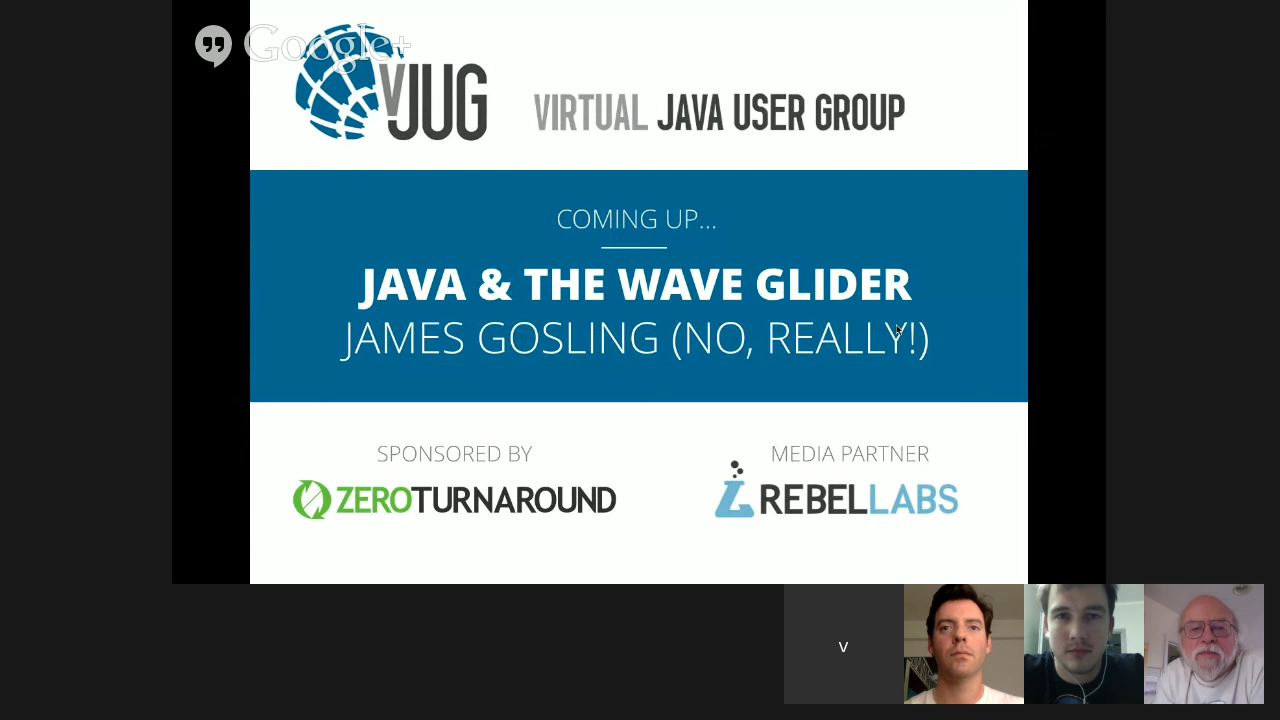 Google+
vJUG
VIRTUAL JAVA USER GROUP
COMING UP...
JAVA & THE WAVE GLIDER
JAMES GOSLING (NO, REALLY!)
SPONSORED BY
MEDIA PARTNER
ZEROTURNAROUND
REBELLABS
v